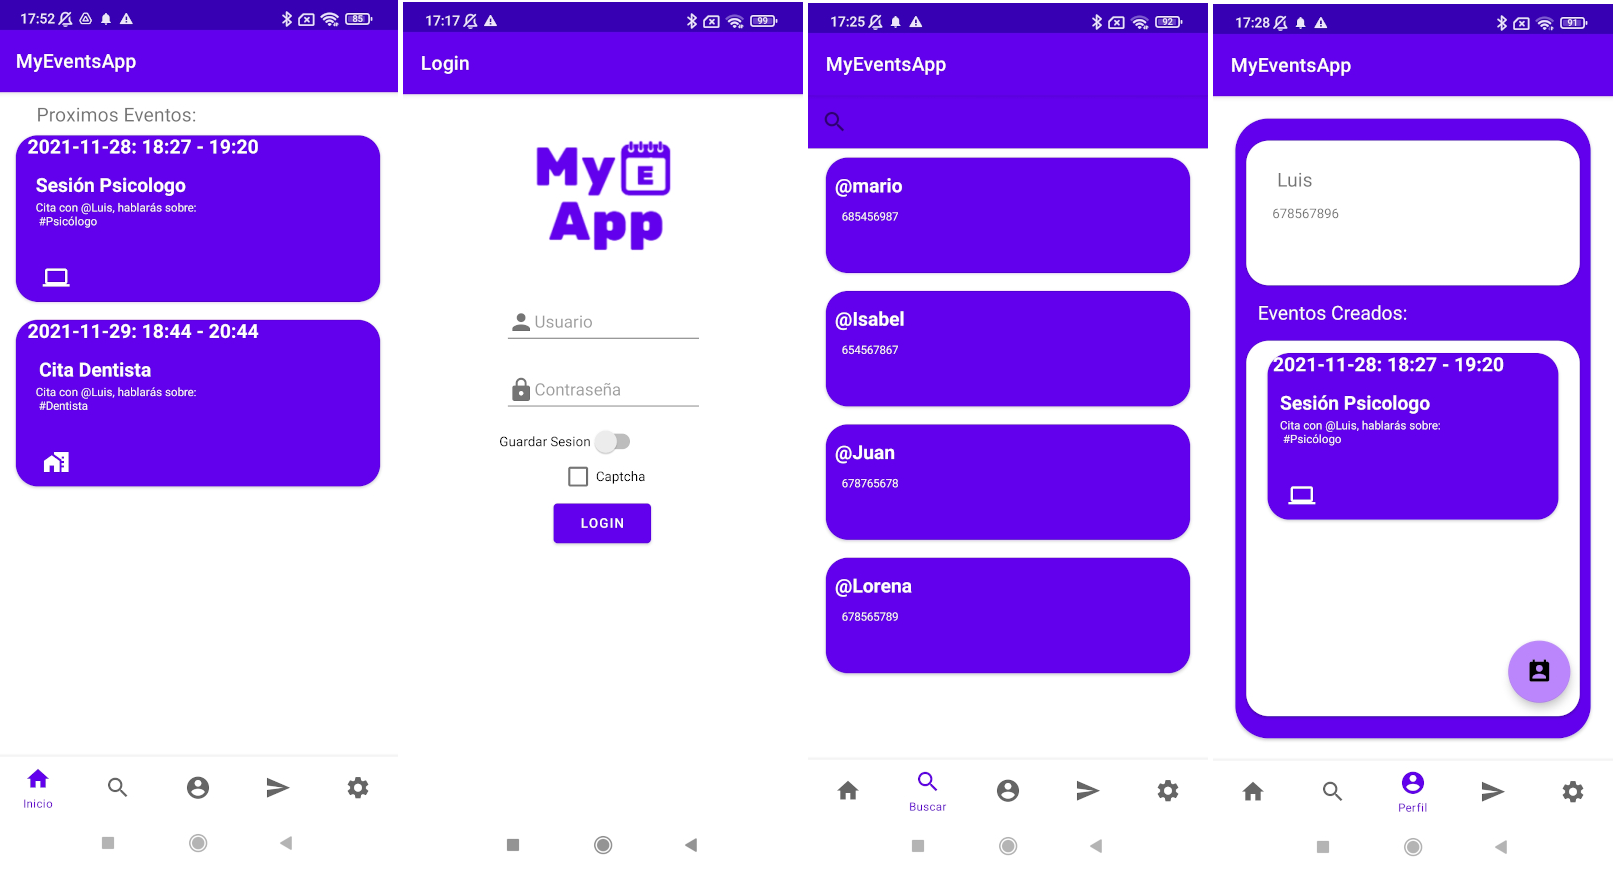 17:52
85
MyEventsApp
Proximos Eventos:
2021-11-28: 18:27 - 19:20
Sesión Psicologo
Cita con @Luis, hablarás sobre:
#Psicólogo
2021-11-29: 18:44 - 20:44
Cita Dentista
Cita con @Luis, hablarás sobre:
#Dentista
Inicio
17:17
99
Login
My E
App
Usuario
Contraseña
Guardar Sesion
Captcha
LOGIN
17:25
92
MyEventsApp
@mario
685456987
@Isabel
654567867
@Juan
678765678
@Lorena
678565789
Buscar
17:28
91
MyEventsApp
Luis
678567896
Eventos Creados:
2021-11-28: 18:27 - 19:20
Sesión Psicologo
Cita con @Luis, hablarás sobre:
#Psicólogo
Perfil